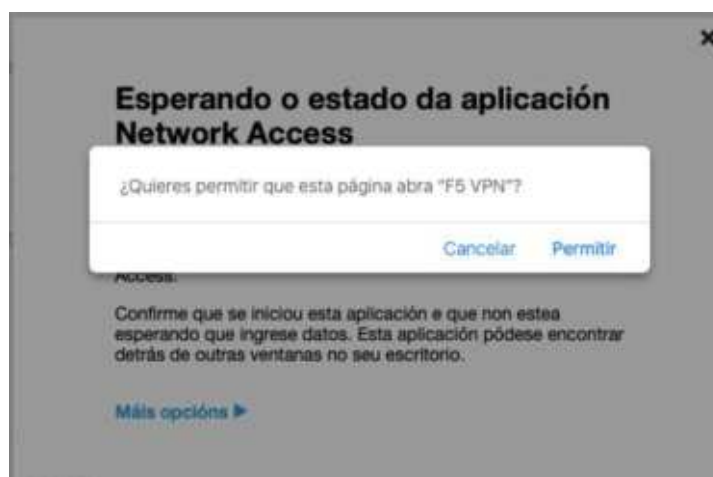 Esperando o estado da aplicación
Network Access
¿Quieres permitir que esta página abra "F5 VPN"?
Cancelar Permitir
Access.
Confirme que se iniciou esta aplicación e que non estea
esperando que ingrese datos. Esta aplicación pódese encontrar
detrás de outras ventanas no seu escritorio.
Máis opcións ▶